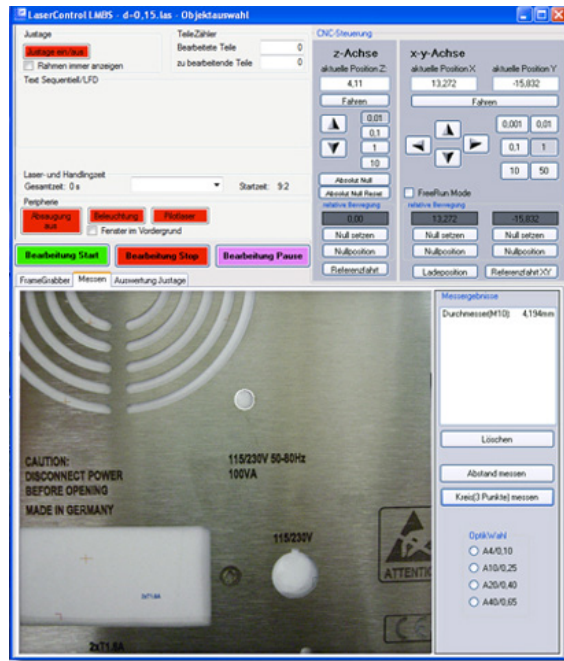 LaserControl LMBS - d-0,15.las - Objektauswahl
Justage
Justage ein/aus
Rahmen immer anzeigen
TeileZähler
Bearbeitete Teile 0
zu bearbeitende Teile 0
Text Sequentiell/LFD
Laser- und Handlingzeit
Gesamtzeit: 0 s
Startzeit: 9:2
Peripherie
Absaugung aus
Beleuchtung
Pilotlaser
Fenster im Vordergrund
Bearbeitung Start
Bearbeitung Stop
Bearbeitung Pause
CNC-Steuerung
z-Achse
aktuelle Position Z:
4,11
Fahren
0,01
0,1
1
10
Absolut Null
Absolut Null Reset
relative Bewegung
0,00
Null setzen
Nullposition
Referenzfahrt
x-y-Achse
aktuelle Position X
aktuelle Position Y
13,272
-15,832
Fahren
0,001 0,01
0,1 1
10 50
FreeRun Mode
relative Bewegung
13,272 -15,832
Null setzen Null setzen
Nullposition Nullposition
Ladeposition Referenzfahrt XY
FrameGrabber Messen Auswertung Justage
CAUTION:
DISCONNECT POWER
BEFORE OPENING
MADE IN GERMANY
115/230V 50-60Hz
100VA
115/230V
ATTENTI
2xT1.6A
2xT1.6A
Messergebnisse
Durchmesser(M10) 4,194mm
Löschen
Abstand messen
Kreis(3 Punkte) messen
OptikWahl
A4/0,10
A10/0,25
A20/0,40
A40/0,65